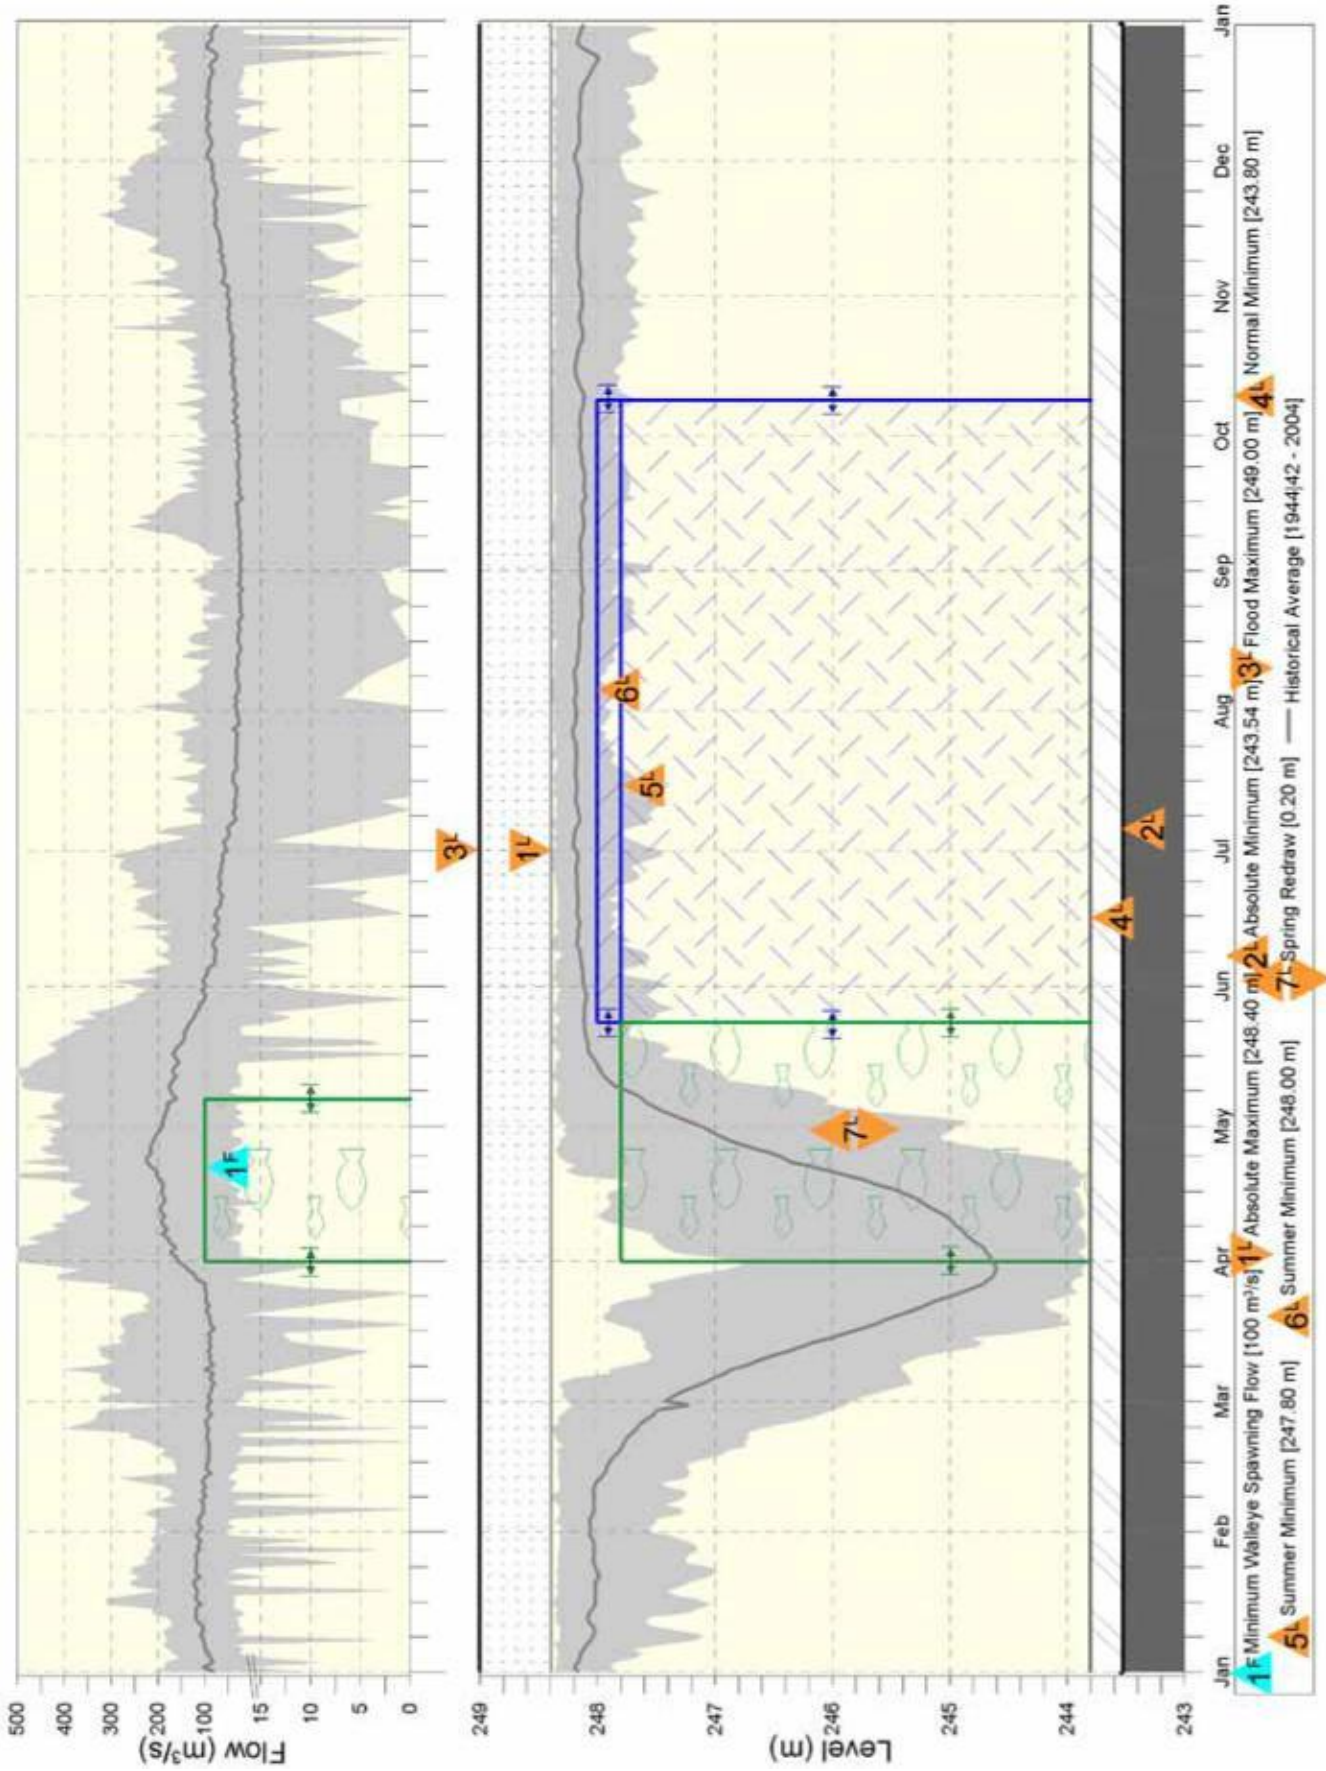 500
400
300
200
100
15
10
5
0
Flow (m³/s)
1F
3L
1L
249
248
247
246
245
244
243
Level (m)
6L
5L
7L
4L
2L
Jan Feb Mar Apr May Jun Jul Aug Sep Oct Nov Dec Jan
1F Minimum Walleye Spawning Flow [100 m³/s] 1L Absolute Maximum [248.40 m] 2L Absolute Minimum [243.54 m] 3L Flood Maximum [249.00 m] 4L Normal Minimum [243.80 m]
5L Summer Minimum [247.80 m] 6L Summer Minimum [248.00 m] 7L Spring Redraw [0.20 m] — Historical Average [1944|42 - 2004]